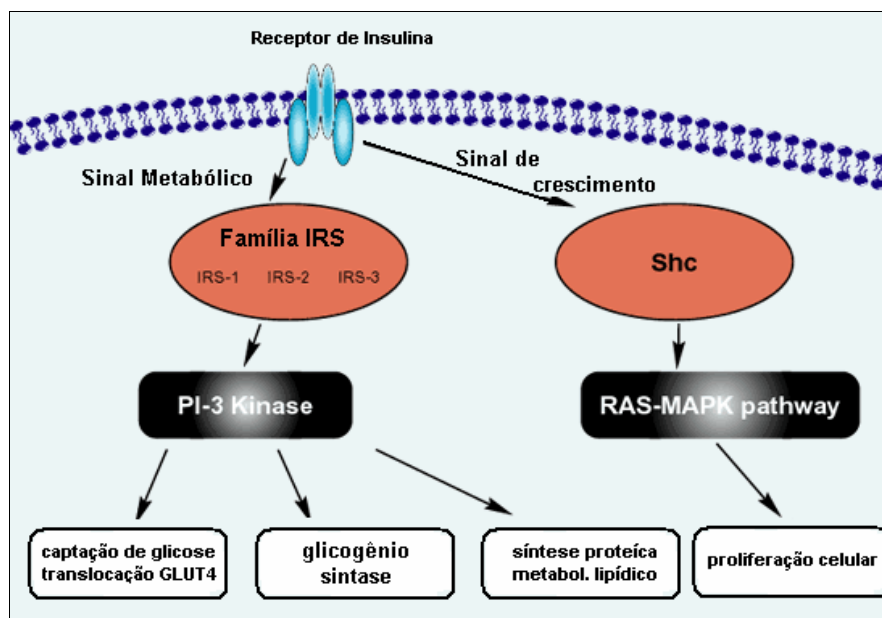 Receptor de Insulina
Sinal Metabólico
Sinal de
crescimento
Família IRS
IRS-1 IRS-2 IRS-3
Shc
PI-3 Kinase
RAS-MAPK pathway
captação de glicose
translocação GLUT4
glicogênio
sintase
síntese proteíca
metabol. lipídico
proliferação celular